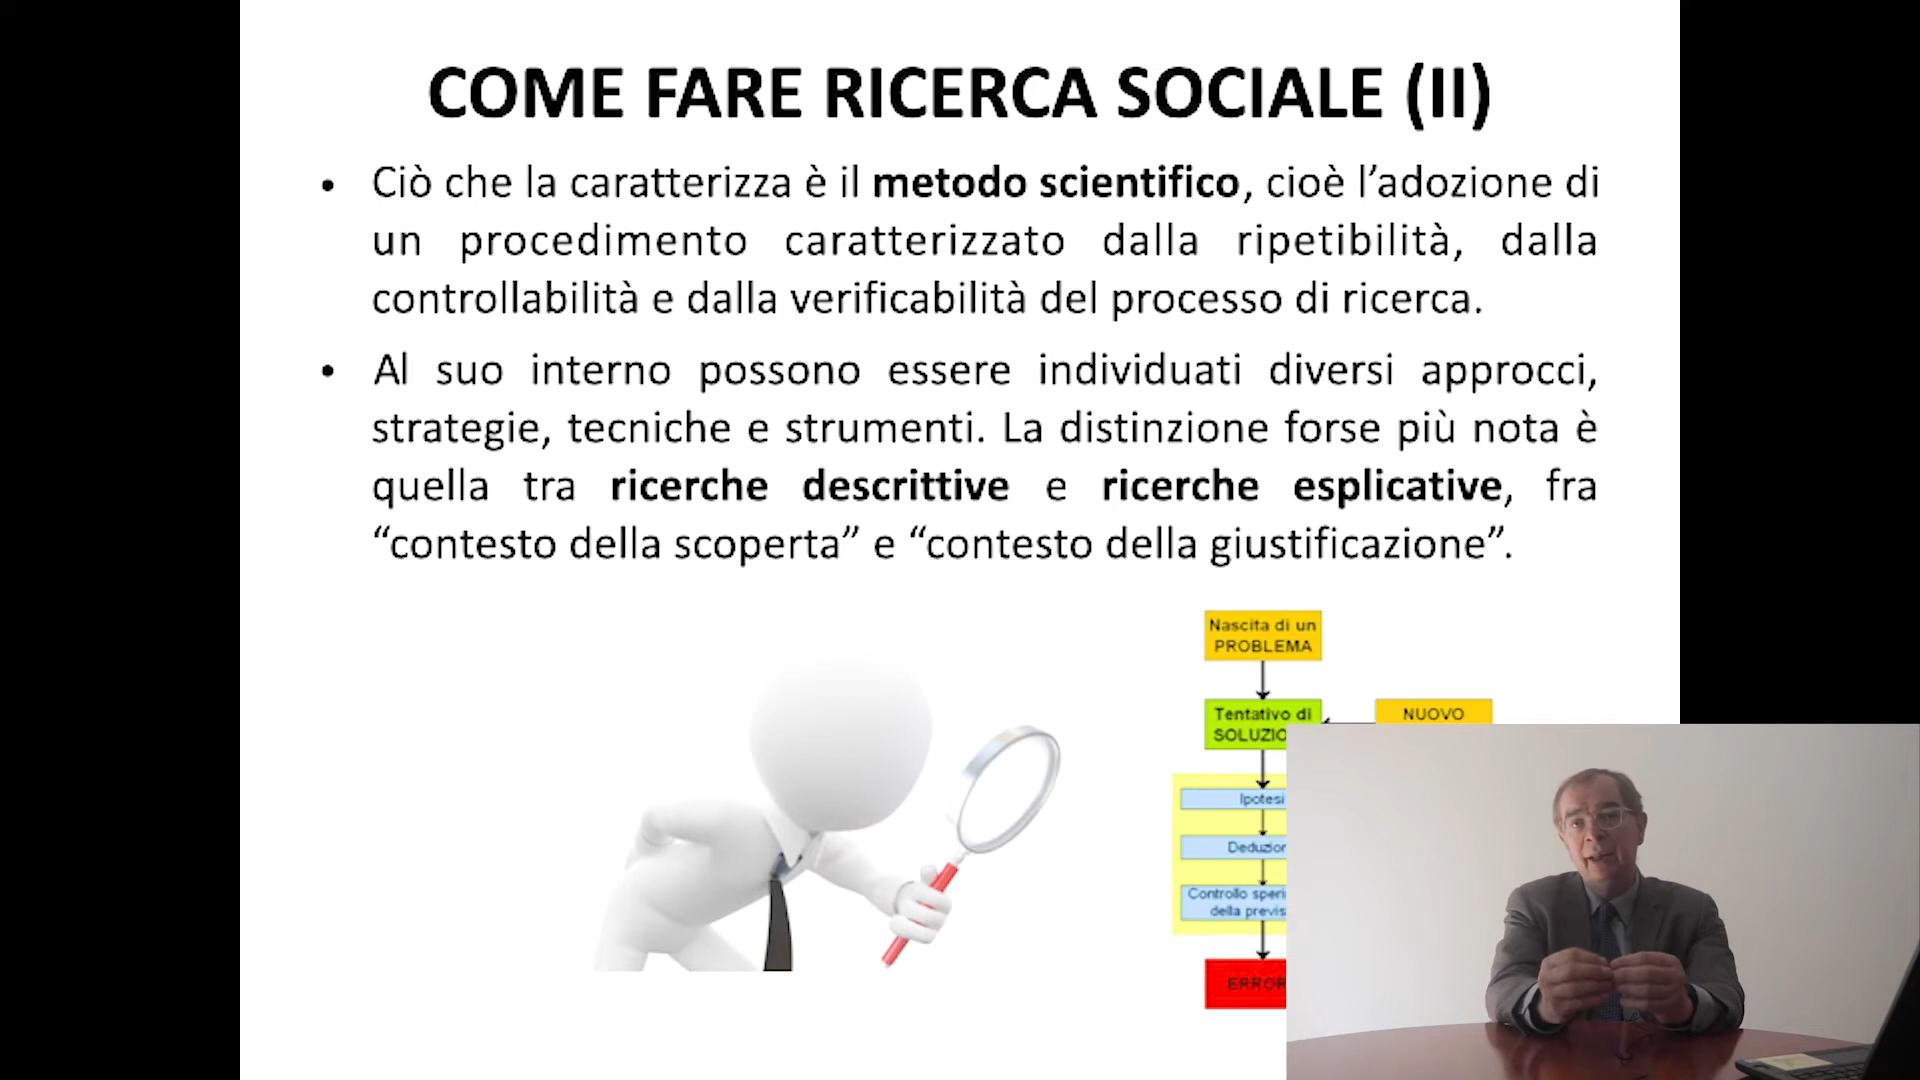 COME FARE RICERCA SOCIALE (II)
• Ciò che la caratterizza è il metodo scientifico, cioè l’adozione di
un procedimento caratterizzato dalla ripetibilità, dalla
controllabilità e dalla verificabilità del processo di ricerca.
• Al suo interno possono essere individuati diversi approcci,
strategie, tecniche e strumenti. La distinzione forse più nota è
quella tra ricerche descrittive e ricerche esplicative, fra
“contesto della scoperta” e “contesto della giustificazione”.
Nascita di un
PROBLEMA
Tentativo di
NUOVO
Ipotesi